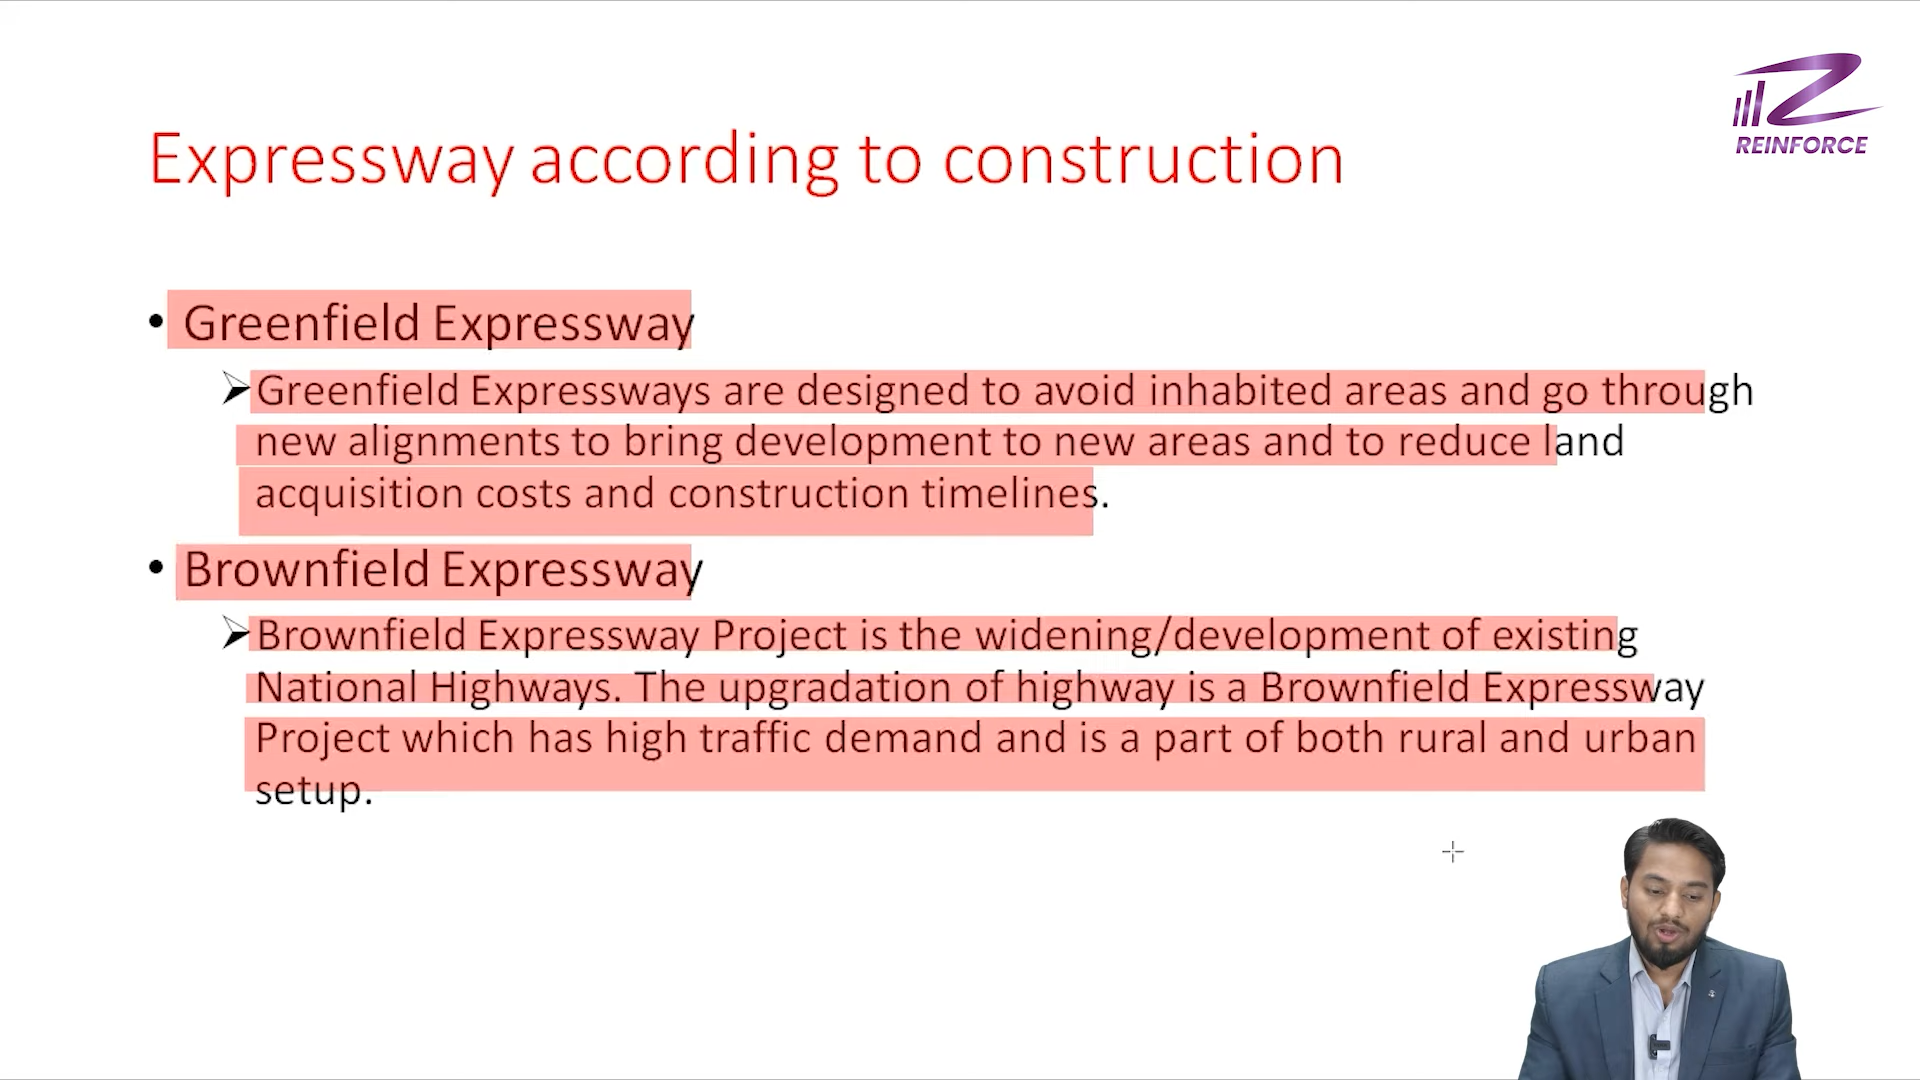 REINFORCE
Expressway according to construction
• Greenfield Expressway
➢Greenfield Expressways are designed to avoid inhabited areas and go through
new alignments to bring development to new areas and to reduce land
acquisition costs and construction timelines.
• Brownfield Expressway
➢Brownfield Expressway Project is the widening/development of existing
National Highways. The upgradation of highway is a Brownfield Expressway
Project which has high traffic demand and is a part of both rural and urban
setup.